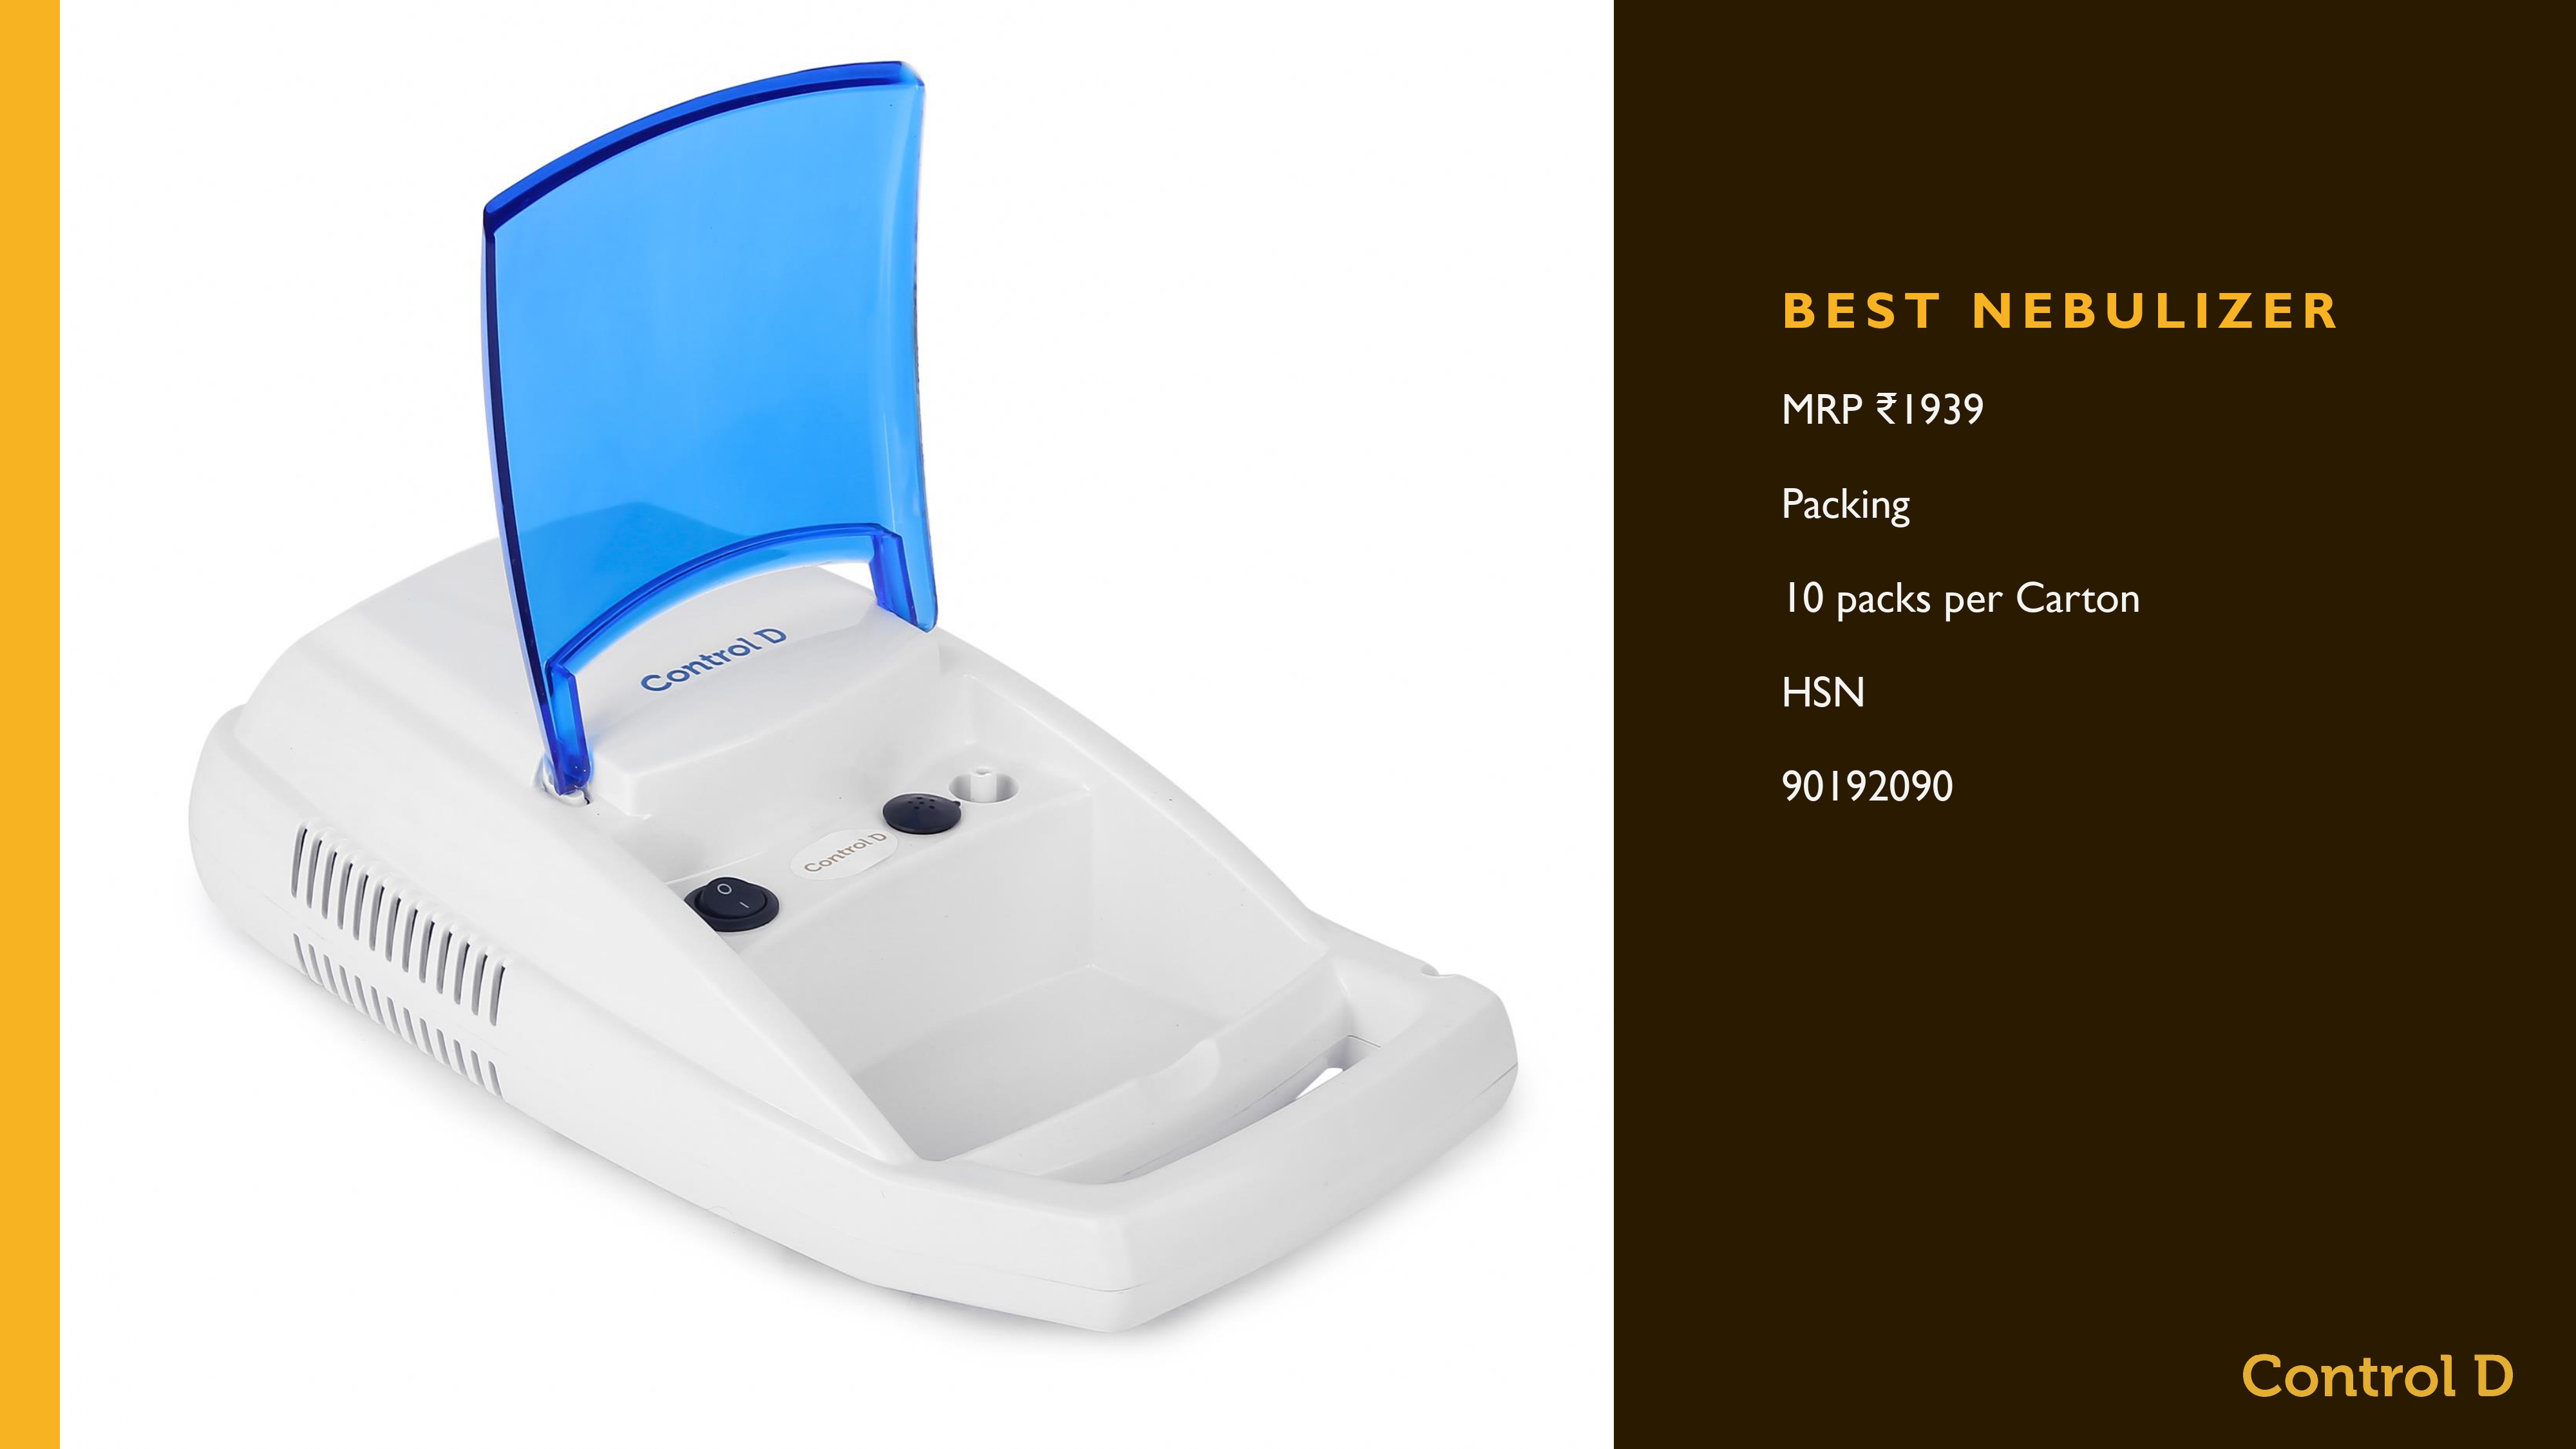 Control D
Control D
O
I
BEST NEBULIZER
MRP ₹1939
Packing
10 packs per Carton
HSN
90192090
Control D